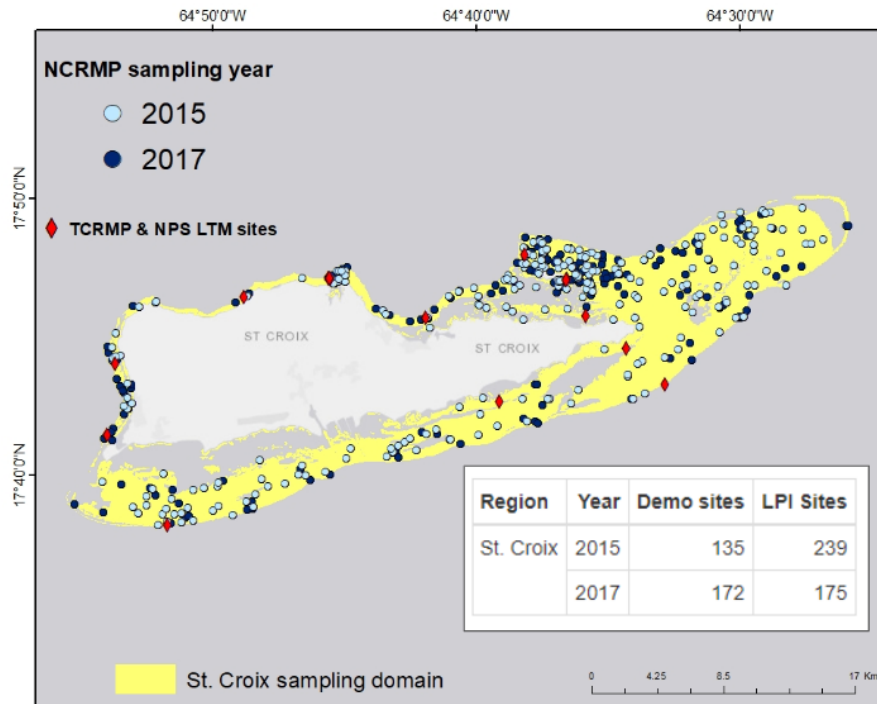 64°50'0"W 64°40'0"W 64°30'0"W
NCRMP sampling year
2015
2017
TCRMP & NPS LTM sites
17°50'0"N
ST. CROIX
ST. CROIX
17°40'0"N
Region Year Demo sites LPI Sites
St. Croix 2015 135 239
2017 172 175
St. Croix sampling domain
0 4.25 8.5 17 Km